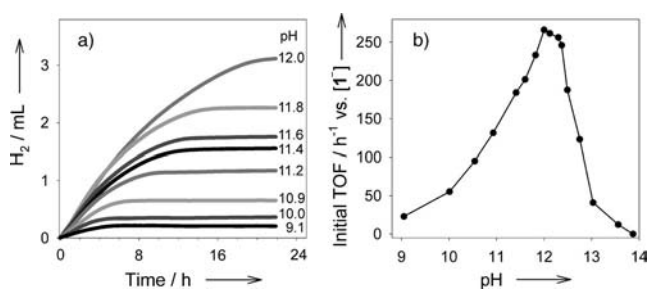 a)
pH
12.0
11.8
11.6
11.4
11.2
10.9
10.0
9.1
H₂ / mL
3
2
1
0
0 8 16 24
Time / h
b)
Initial TOF / h⁻¹ vs. [1⁻]
250
200
150
100
50
0
9 10 11 12 13 14
pH